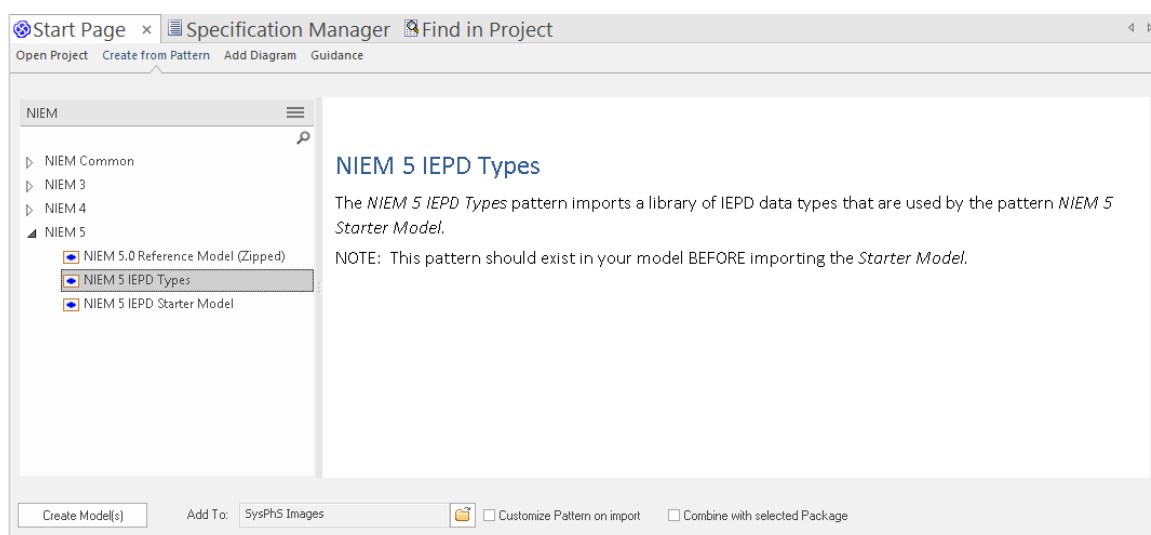 Start Page × Specification Manager Find in Project
Open Project Create from Pattern Add Diagram Guidance
NIEM
NIEM Common
NIEM 3
NIEM 4
NIEM 5
NIEM 5.0 Reference Model (Zipped)
NIEM 5 IEPD Types
NIEM 5 IEPD Starter Model
NIEM 5 IEPD Types
The NIEM 5 IEPD Types pattern imports a library of IEPD data types that are used by the pattern NIEM 5
Starter Model.
NOTE: This pattern should exist in your model BEFORE importing the Starter Model.
Create Model(s) Add To: SysPhS Images Customize Pattern on import Combine with selected Package